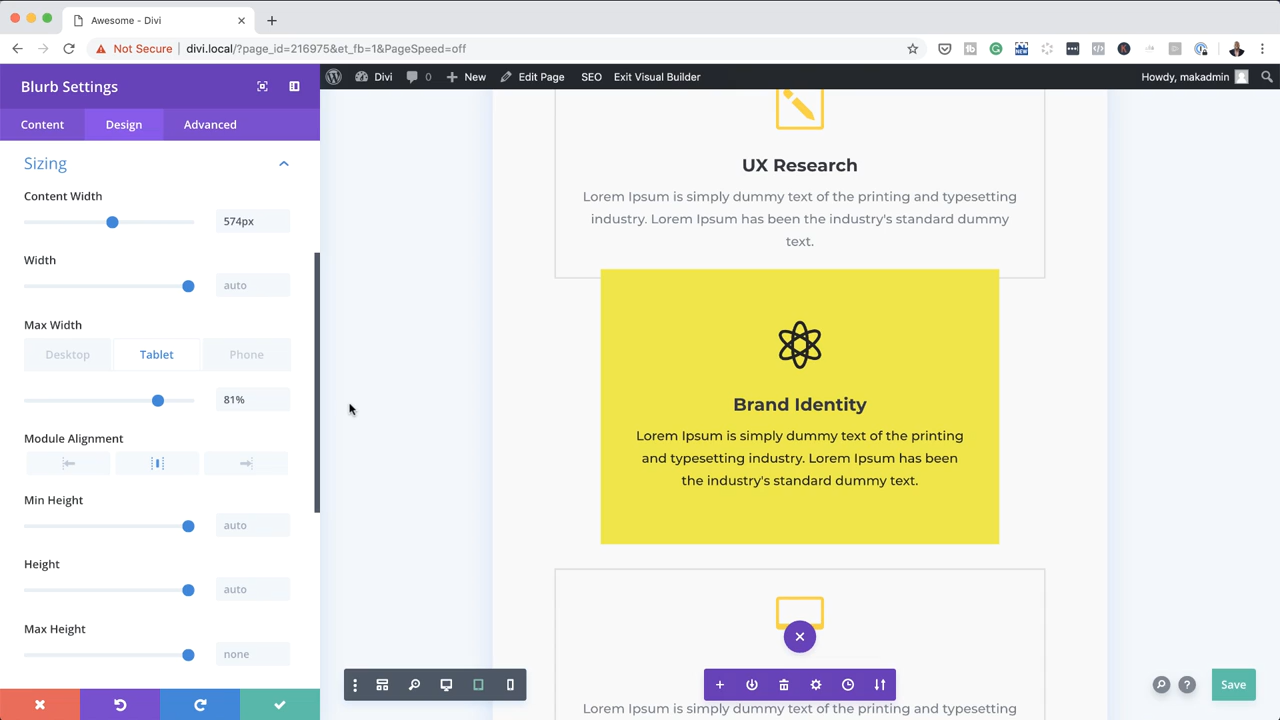 Awesome - Divi
Not Secure
divi.local/?page_id=216975&et_fb=1&PageSpeed=off
NEW
Blurb Settings
Divi
0
New
Edit Page
SEO
Exit Visual Builder
Howdy, makadmin
Content
Design
Advanced
Sizing
Content Width
574px
Width
auto
Max Width
Desktop
Tablet
Phone
81%
Module Alignment
Min Height
auto
Height
auto
Max Height
none
UX Research
Lorem Ipsum is simply dummy text of the printing and typesetting
industry. Lorem Ipsum has been the industry's standard dummy
text.
Brand Identity
Lorem Ipsum is simply dummy text of the printing
and typesetting industry. Lorem Ipsum has been
the industry's standard dummy text.
Lorem Ipsum is simply dummy text of the printing and typesetting
?
Save